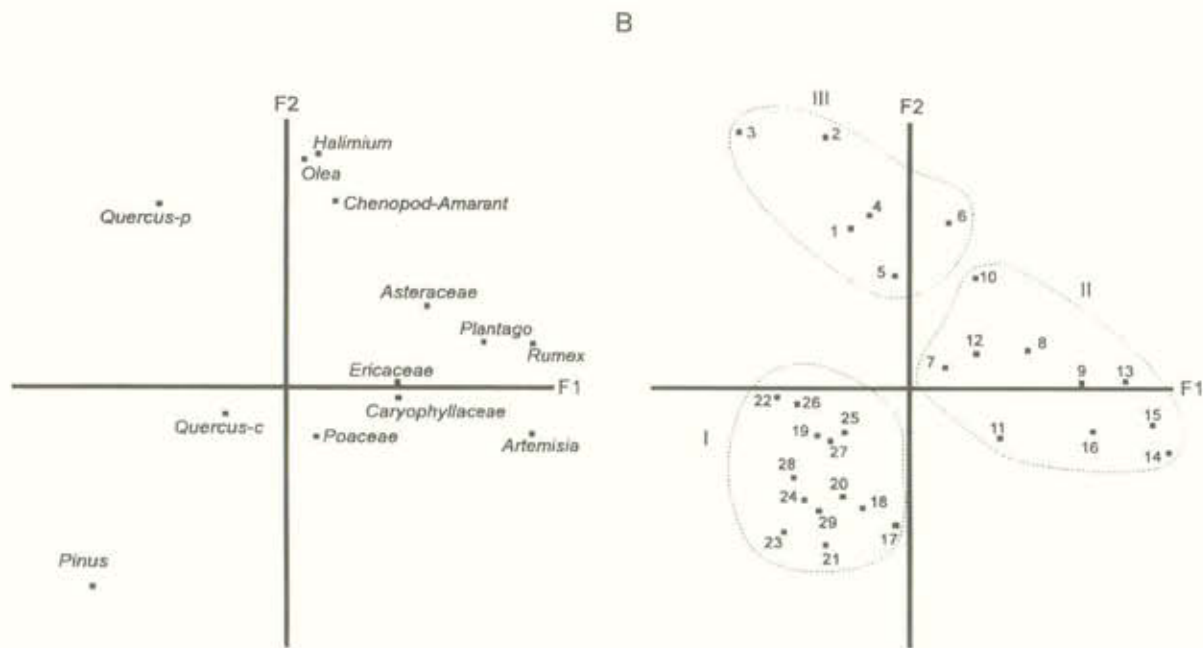 B
F2
Halimium
Olea
Quercus-p
Chenopod-Amarant
Asteraceae
Plantago
Rumex
Ericaceae
F1
Caryophyllaceae
Quercus-c
Poaceae
Artemisia
Pinus
III
F2
3
2
4
1
6
5
10
II
12
8
7
9
13
F1
22
26
15
I
19
25
11
16
27
14
28
20
24
18
29
17
23
21